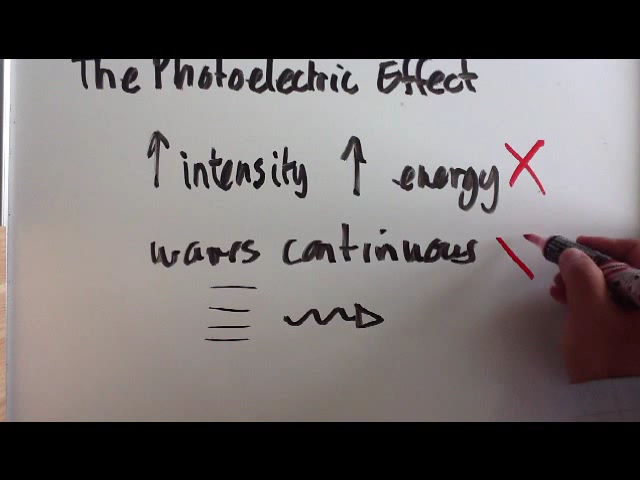 The Photoelectric Effect
↑ intensity ↑ energy X
waves continuous